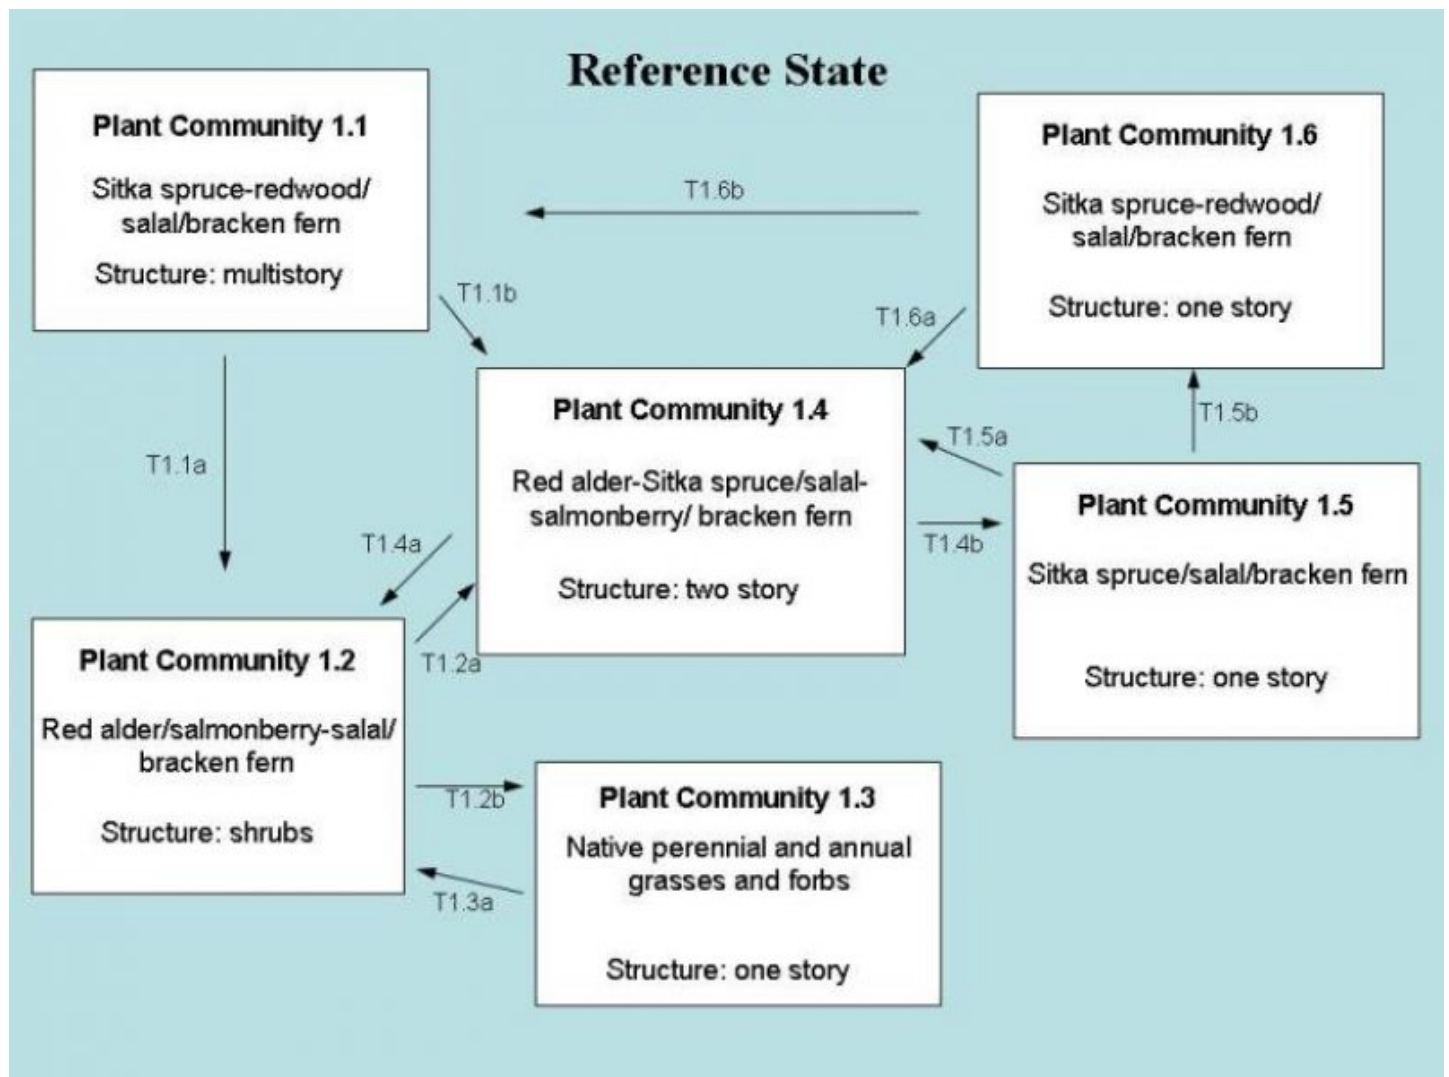 Reference State
Plant Community 1.1
Sitka spruce-redwood/
salal/bracken fern
Structure: multistory
T1.6b
Plant Community 1.6
Sitka spruce-redwood/
salal/bracken fern
Structure: one story
T1.1b
T1.6a
T1.1a
Plant Community 1.4
Red alder-Sitka spruce/salal-
salmonberry/ bracken fern
Structure: two story
T1.5a
T1.5b
T1.4b
Plant Community 1.5
Sitka spruce/salal/bracken fern
Structure: one story
T1.4a
T1.2a
Plant Community 1.2
Red alder/salmonberry-salal/
bracken fern
Structure: shrubs
T1.2b
T1.3a
Plant Community 1.3
Native perennial and annual
grasses and forbs
Structure: one story